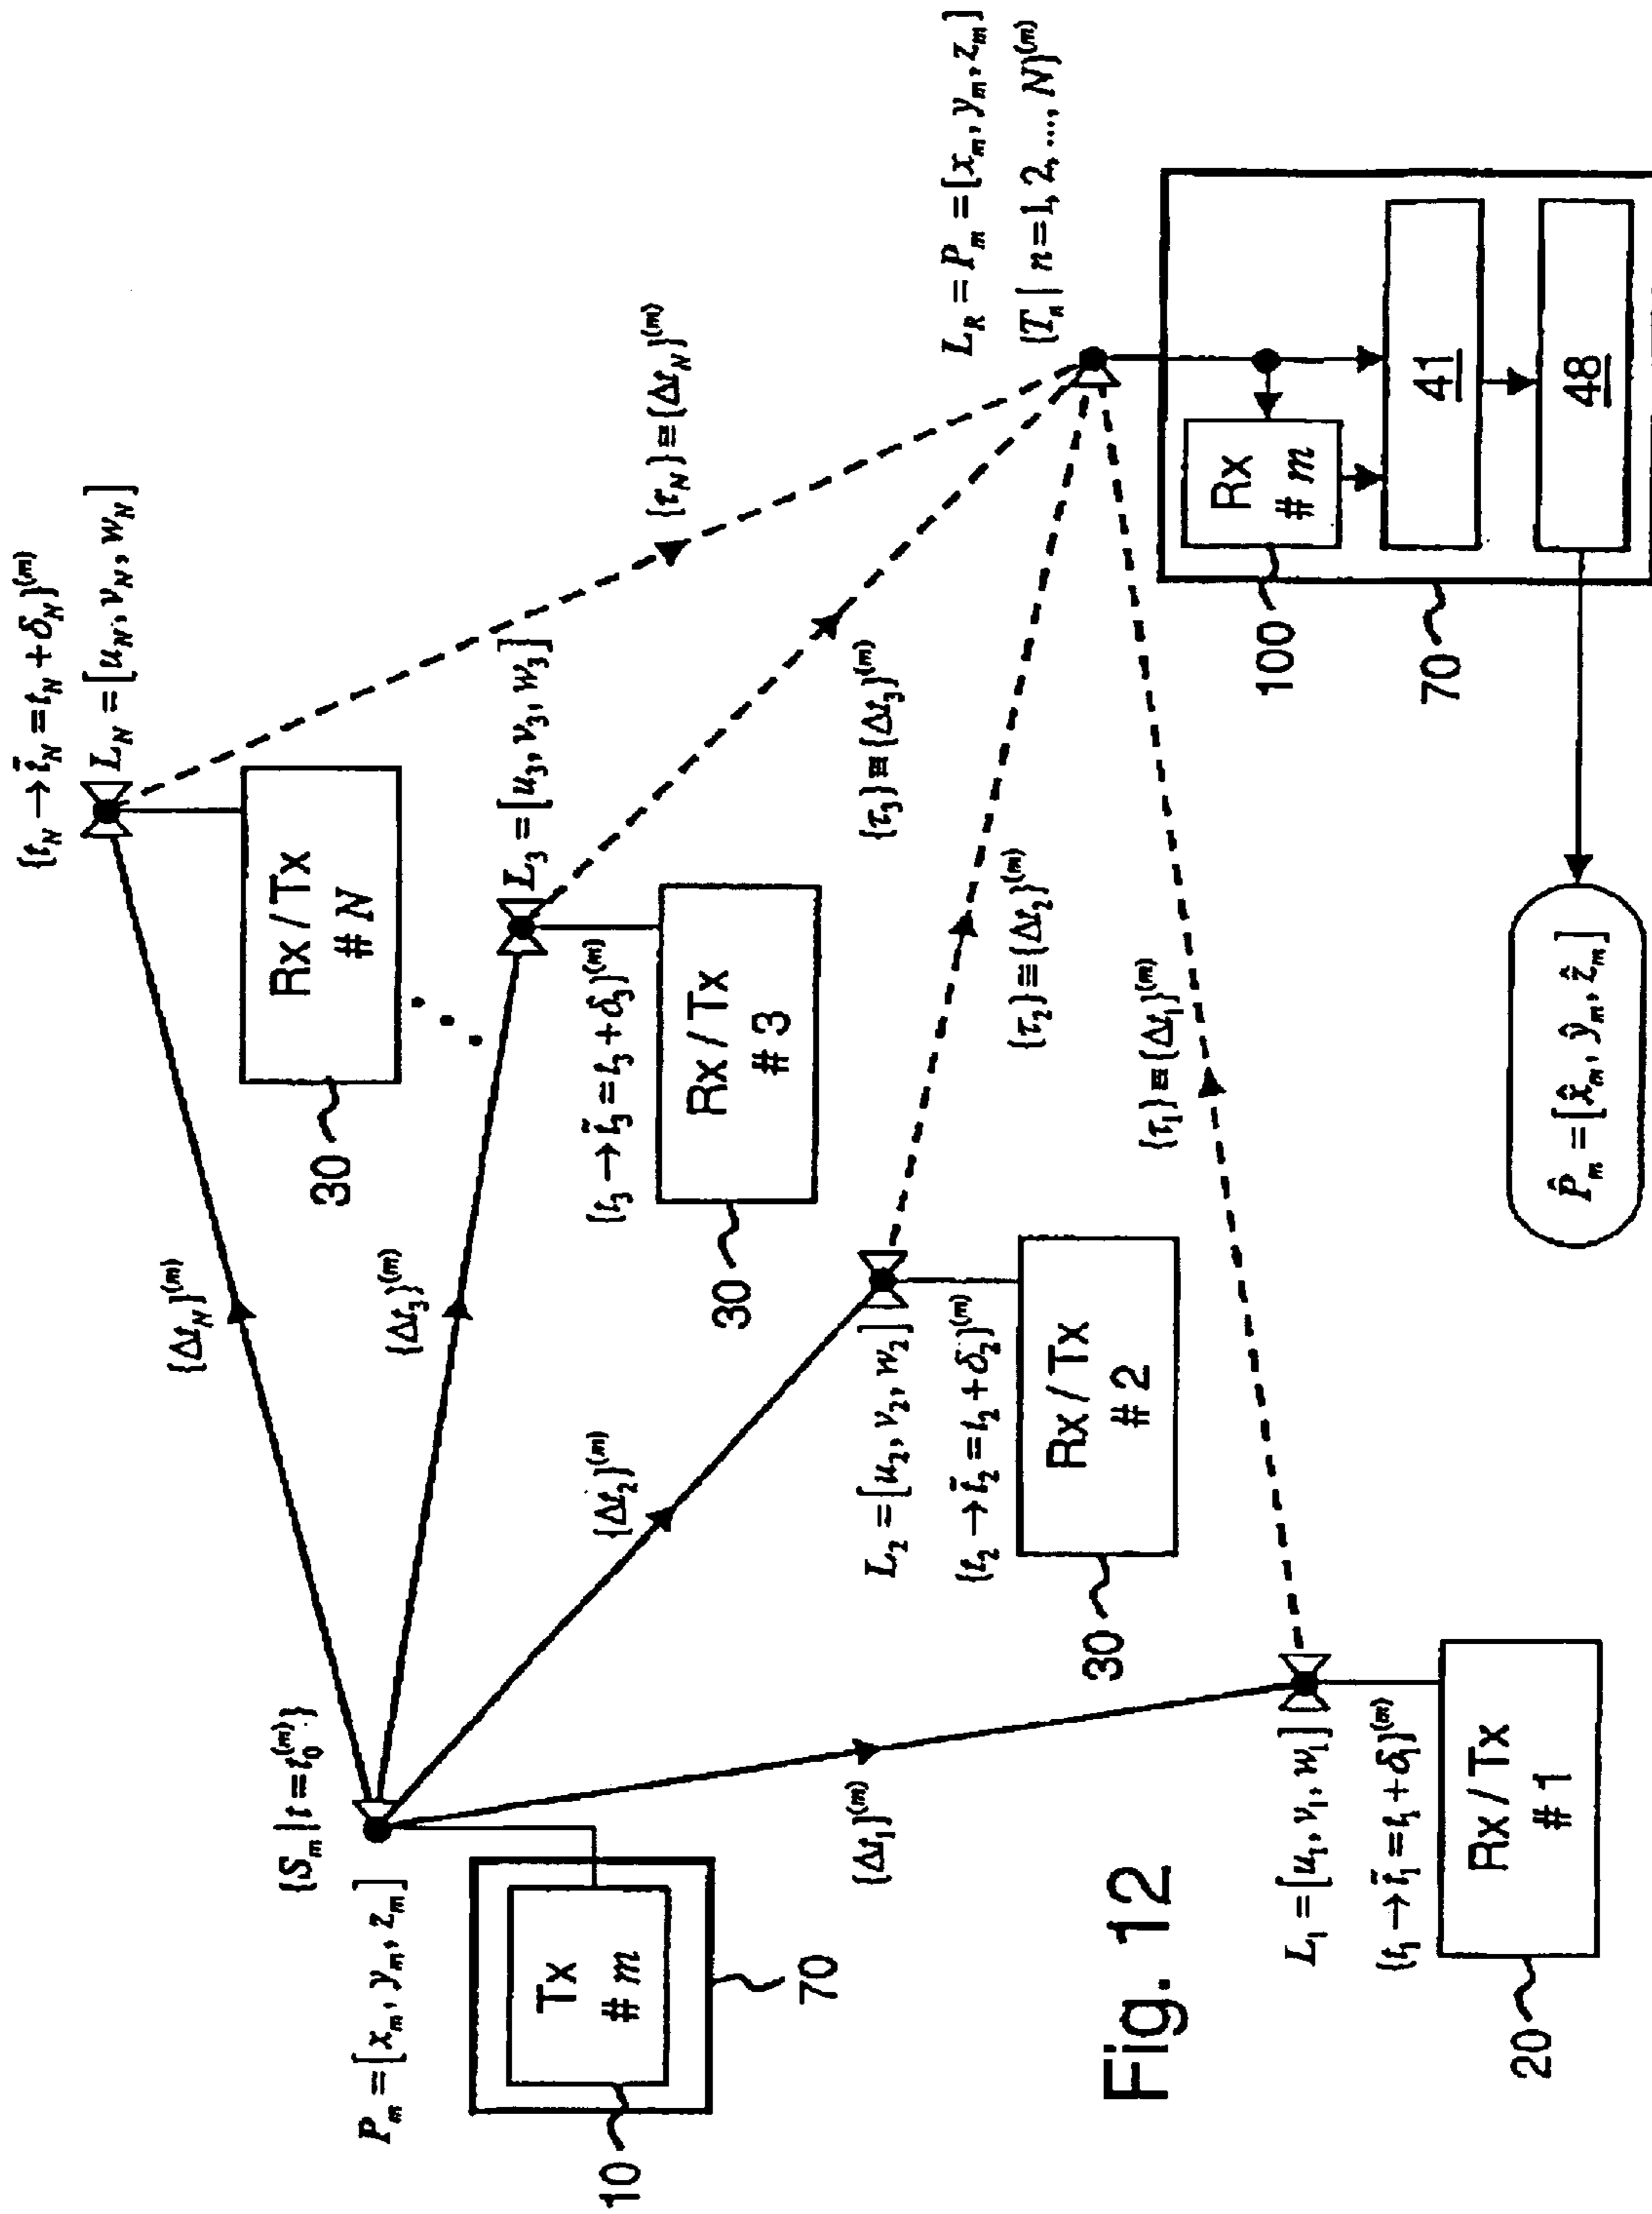 {S_m | t = t_0^(m)}
P_m = [x_m, y_m, z_m]
Tx
# m
10
70
{Δt_N}^(m)
{Δt_3}^(m)
{Δt_2}^(m)
{Δt_1}^(m)
{t_N → t̄_N = t_N + δ_N}^(m)
L_N = [u_N, v_N, w_N]
Rx / Tx
# N
30
L_3 = [u_3, v_3, w_3]
{t_3 → t̄_3 = t_3 + δ_3}^(m)
Rx / Tx
# 3
30
L_2 = [u_2, v_2, w_2]
{t_2 → t̄_2 = t_2 + δ_2}^(m)
Rx / Tx
# 2
30
L_1 = [u_1, v_1, w_1]
{t_1 → t̄_1 = t_1 + δ_1}^(m)
Rx / Tx
# 1
20
{τ_N} ≡ {Δt_N}^(m)
{τ_3} ≡ {Δt_3}^(m)
{τ_2} ≡ {Δt_2}^(m)
{τ_1} ≡ {Δt_1}^(m)
L_R = P_m = [x_m, y_m, z_m]
{T_n | n = 1, 2, ..., N}^(m)
Rx
# m
41
48
100
70
P̂_m = [x̂_m, ŷ_m, ẑ_m]
Fig. 12